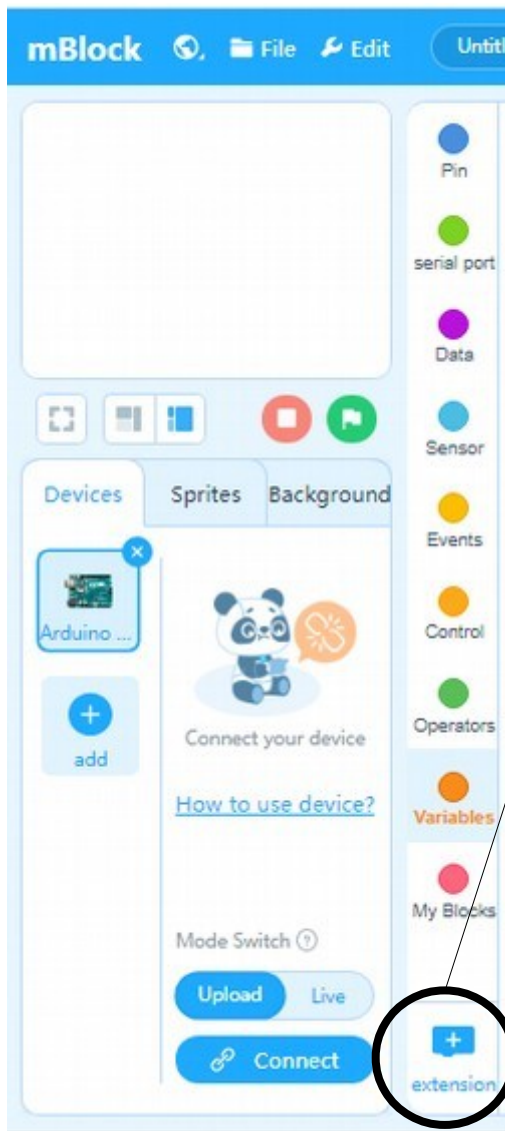 mBlock File Edit Untitl
Pin
serial port
Data
Sensor
Devices Sprites Background
Events
Arduino ...
Control
add
Connect your device
Operators
How to use device?
Variables
My Blocks
Mode Switch ?
Upload Live
Connect
extension